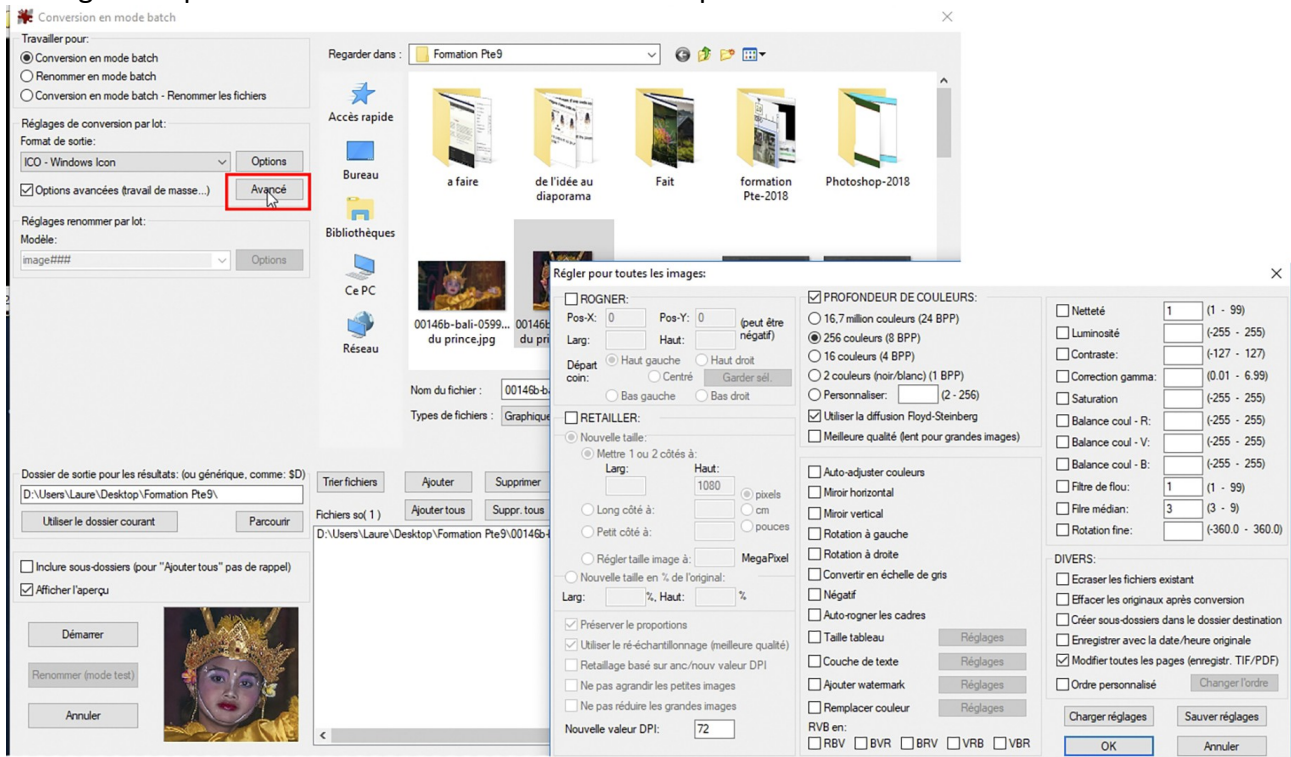 Conversion en mode batch
Travailler pour:
Conversion en mode batch
Renommer en mode batch
Conversion en mode batch - Renommer les fichiers
Réglages de conversion par lot:
Format de sortie:
ICO - Windows Icon
Options
Options avancées (travail de masse...)
Avancé
Réglages renommer par lot:
Modèle:
image###
Options
Dossier de sortie pour les résultats: (ou générique, comme: $D)
D:\Users\Laure\Desktop\Formation Pte9\
Utiliser le dossier courant
Parcourir
Inclure sous-dossiers (pour "Ajouter tous" pas de rappel)
Afficher l'aperçu
Démarrer
Renommer (mode test)
Annuler
Regarder dans :
Formation Pte9
Accès rapide
Bureau
Bibliothèques
Ce PC
Réseau
a faire
de l'idée au
diaporama
Fait
formation
Pte-2018
Photoshop-2018
00146b-bali-0599...
du prince.jpg
00146b
du pri
Nom du fichier :
00146b-b
Types de fichiers :
Graphique
Trier fichiers
Ajouter
Supprimer
Fichiers so( 1 )
Ajouter tous
Suppr. tous
D:\Users\Laure\Desktop\Formation Pte9\00146b-b
Régler pour toutes les images:
ROGNER:
Pos-X:
0
Pos-Y:
0
(peut être
négatif)
Larg:
Haut:
Départ
coin:
Haut gauche
Haut droit
Centré
Garder sél.
Bas gauche
Bas droit
RETAILLER:
Nouvelle taille:
Mettre 1 ou 2 côtés à:
Larg:
Haut:
1080
pixels
cm
pouces
Long côté à:
Petit côté à:
Régler taille image à:
MegaPixel
Nouvelle taille en % de l'original:
Larg:
%, Haut:
%
Préserver le proportions
Utiliser le ré-échantillonnage (meilleure qualité)
Retaillage basé sur anc/nouv valeur DPI
Ne pas agrandir les petites images
Ne pas réduire les grandes images
Nouvelle valeur DPI:
72
PROFONDEUR DE COULEURS:
16,7 million couleurs (24 BPP)
256 couleurs (8 BPP)
16 couleurs (4 BPP)
2 couleurs (noir/blanc) (1 BPP)
Personnaliser:
(2 - 256)
Utiliser la diffusion Floyd-Steinberg
Meilleure qualité (lent pour grandes images)
Auto-adjuster couleurs
Miroir horizontal
Miroir vertical
Rotation à gauche
Rotation à droite
Convertir en échelle de gris
Négatif
Auto-rogner les cadres
Taille tableau
Réglages
Couche de texte
Réglages
Ajouter watermark
Réglages
Remplacer couleur
Réglages
RVB en:
RBV
BVR
BRV
VRB
VBR
Netteté
1
(1 - 99)
Luminosité
(-255 - 255)
Contraste:
(-127 - 127)
Correction gamma:
(0.01 - 6.99)
Saturation
(-255 - 255)
Balance coul - R:
(-255 - 255)
Balance coul - V:
(-255 - 255)
Balance coul - B:
(-255 - 255)
Filtre de flou:
1
(1 - 99)
Filre médian:
3
(3 - 9)
Rotation fine:
(-360.0 - 360.0)
DIVERS:
Ecraser les fichiers existant
Effacer les originaux après conversion
Créer sous-dossiers dans le dossier destination
Enregistrer avec la date/heure originale
Modifier toutes les pages (enregistr. TIF/PDF)
Ordre personnalisé
Changer l'ordre
Charger réglages
Sauver réglages
OK
Annuler